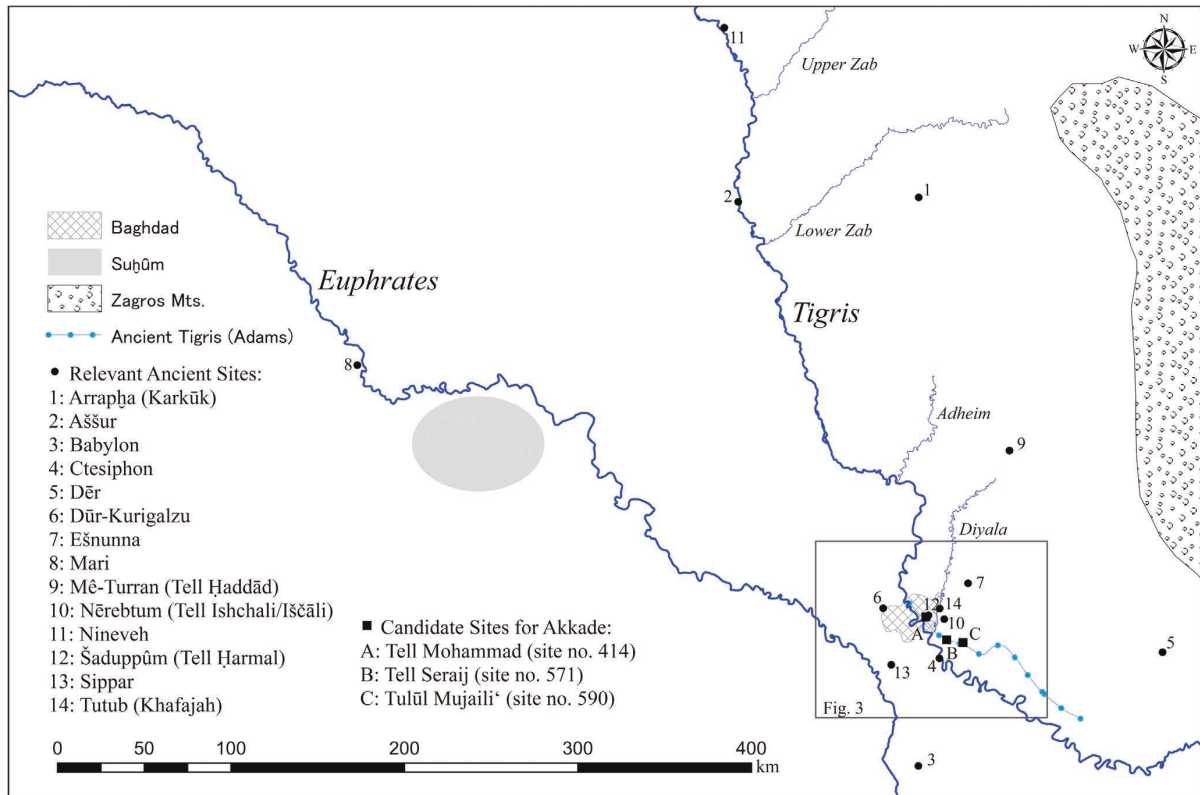 N
W
E
S
11
Upper Zab
2
1
Lower Zab
Euphrates
Tigris
8
Adheim
9
Diyala
7
6
12
14
10
A
C
B
4
13
5
Fig. 3
3
Baghdad
Suḫûm
Zagros Mts.
Ancient Tigris (Adams)
Relevant Ancient Sites:
1: Arrapḫa (Karkūk)
2: Aššur
3: Babylon
4: Ctesiphon
5: Dēr
6: Dūr-Kurigalzu
7: Ešnunna
8: Mari
9: Mê-Turran (Tell Ḥaddād)
10: Nērebtum (Tell Ishchali/Iščāli)
11: Nineveh
12: Šaduppûm (Tell Ḥarmal)
13: Sippar
14: Tutub (Khafajah)
Candidate Sites for Akkade:
A: Tell Mohammad (site no. 414)
B: Tell Seraij (site no. 571)
C: Tulūl Mujailiʻ (site no. 590)
0 50 100 200 300 400
km